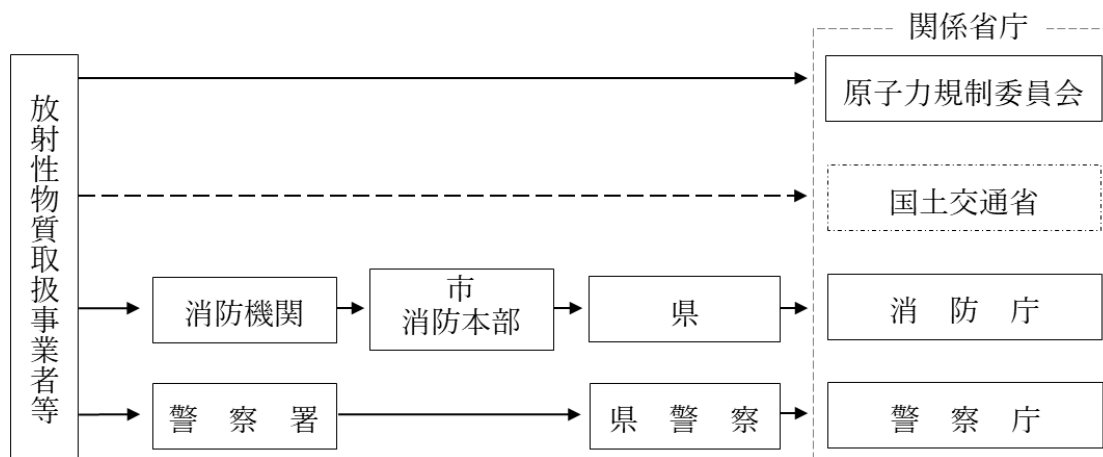 関係省庁
放射性物質取扱事業者等
原子力規制委員会
国土交通省
消防機関
市
消防本部
県
消　防　庁
警　察　署
県　警　察
警　察　庁